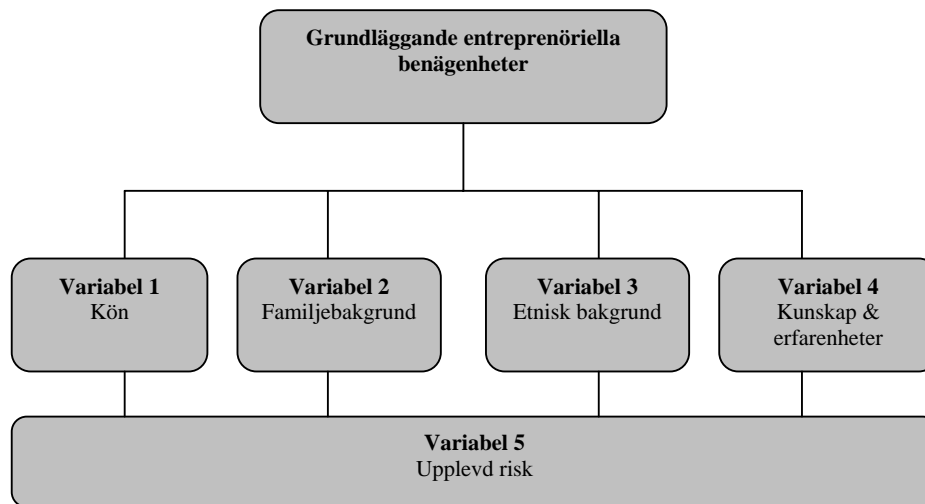 Grundläggande entreprenöriella
benägenheter
Variabel 1
Kön
Variabel 2
Familjebakgrund
Variabel 3
Etnisk bakgrund
Variabel 4
Kunskap &
erfarenheter
Variabel 5
Upplevd risk